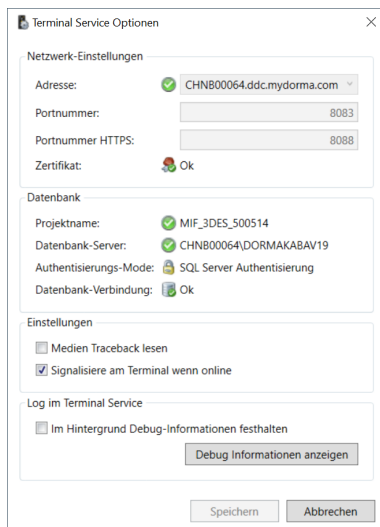 Terminal Service Optionen
Netzwerk-Einstellungen
Adresse: CHNB00064.ddc.mydorma.com
Portnummer: 8083
Portnummer HTTPS: 8088
Zertifikat: Ok
Datenbank
Projektname: MIF_3DES_500514
Datenbank-Server: CHNB00064\DORMAKABAV19
Authentisierungs-Mode: SQL Server Authentisierung
Datenbank-Verbindung: Ok
Einstellungen
Medien Traceback lesen
Signalisiere am Terminal wenn online
Log im Terminal Service
Im Hintergrund Debug-Informationen festhalten
Debug Informationen anzeigen
Speichern Abbrechen